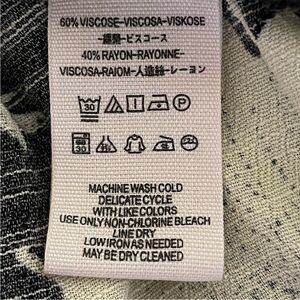 60% VISCOSE–VISCOSA–VISKOSE
ビスコース
40% RAYON–RAYONNE–
VISCOSA–RAIOM–人造絲–レーヨン
30
MACHINE WASH COLD
DELICATE CYCLE
WITH LIKE COLORS
USE ONLY NON-CHLORINE BLEACH
LINE DRY
LOW IRON AS NEEDED
MAY BE DRY CLEANED